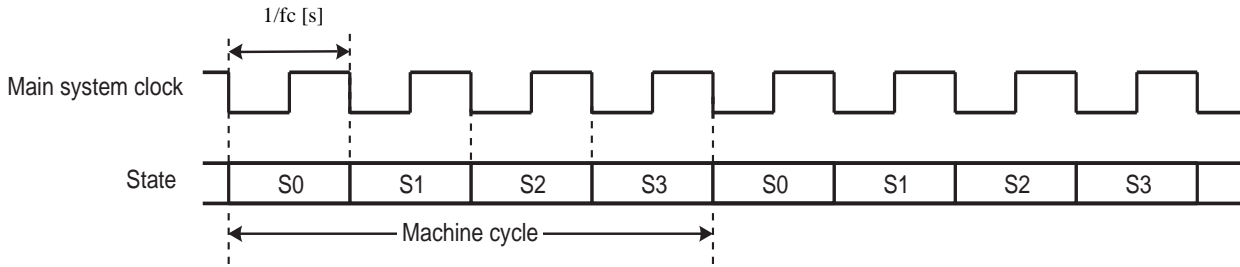 1/fc [s]
Main system clock
State S0 S1 S2 S3 S0 S1 S2 S3
Machine cycle